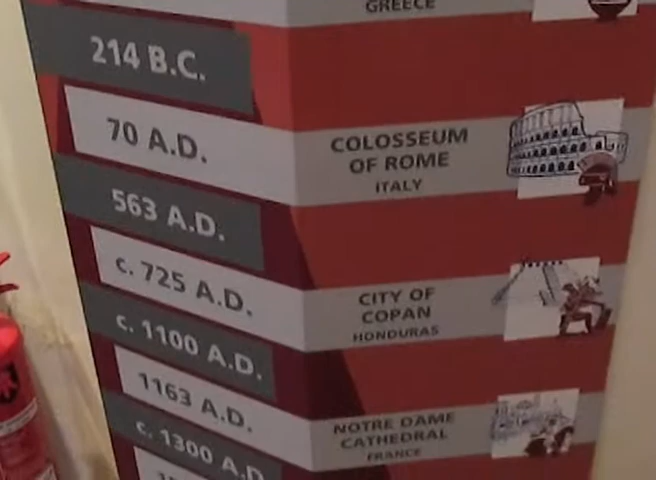 GREECE
214 B.C.
70 A.D.
COLOSSEUM
OF ROME
ITALY
563 A.D.
c. 725 A.D.
CITY OF
COPAN
HONDURAS
c. 1100 A.D.
1163 A.D.
NOTRE DAME
CATHEDRAL
FRANCE
c. 1300 A.D.